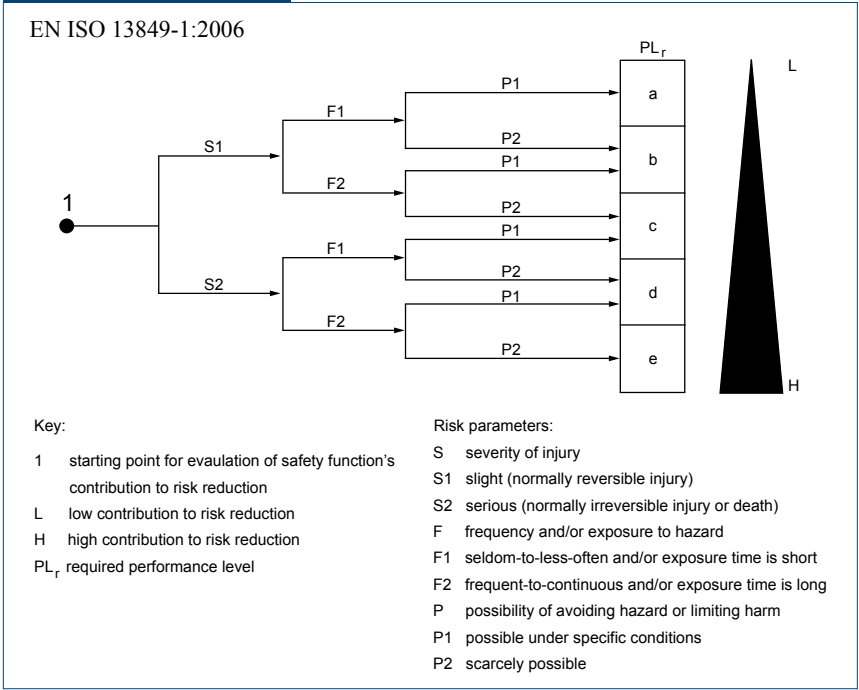 EN ISO 13849-1:2006
PLr
L
P1
a
F1
P2
S1
P1
b
F2
1
P2
P1
c
F1
P2
S2
P1
d
F2
P2
e
H
Key:
1 starting point for evaulation of safety function's
contribution to risk reduction
L low contribution to risk reduction
H high contribution to risk reduction
PLr required performance level
Risk parameters:
S severity of injury
S1 slight (normally reversible injury)
S2 serious (normally irreversible injury or death)
F frequency and/or exposure to hazard
F1 seldom-to-less-often and/or exposure time is short
F2 frequent-to-continuous and/or exposure time is long
P possibility of avoiding hazard or limiting harm
P1 possible under specific conditions
P2 scarcely possible